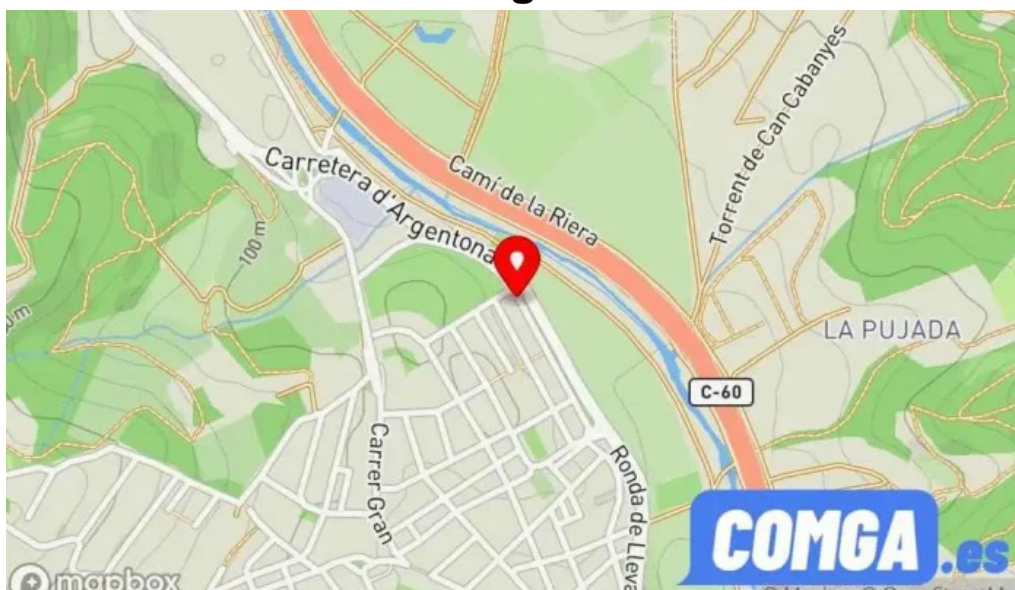 Carretera d'Argentona
Camí de la Riera
Torrent de Can Cabanyes
100 m
LA PUJADA
C-60
Carrer Gran
Ronda de Lleva
COMGA.es
mapbox